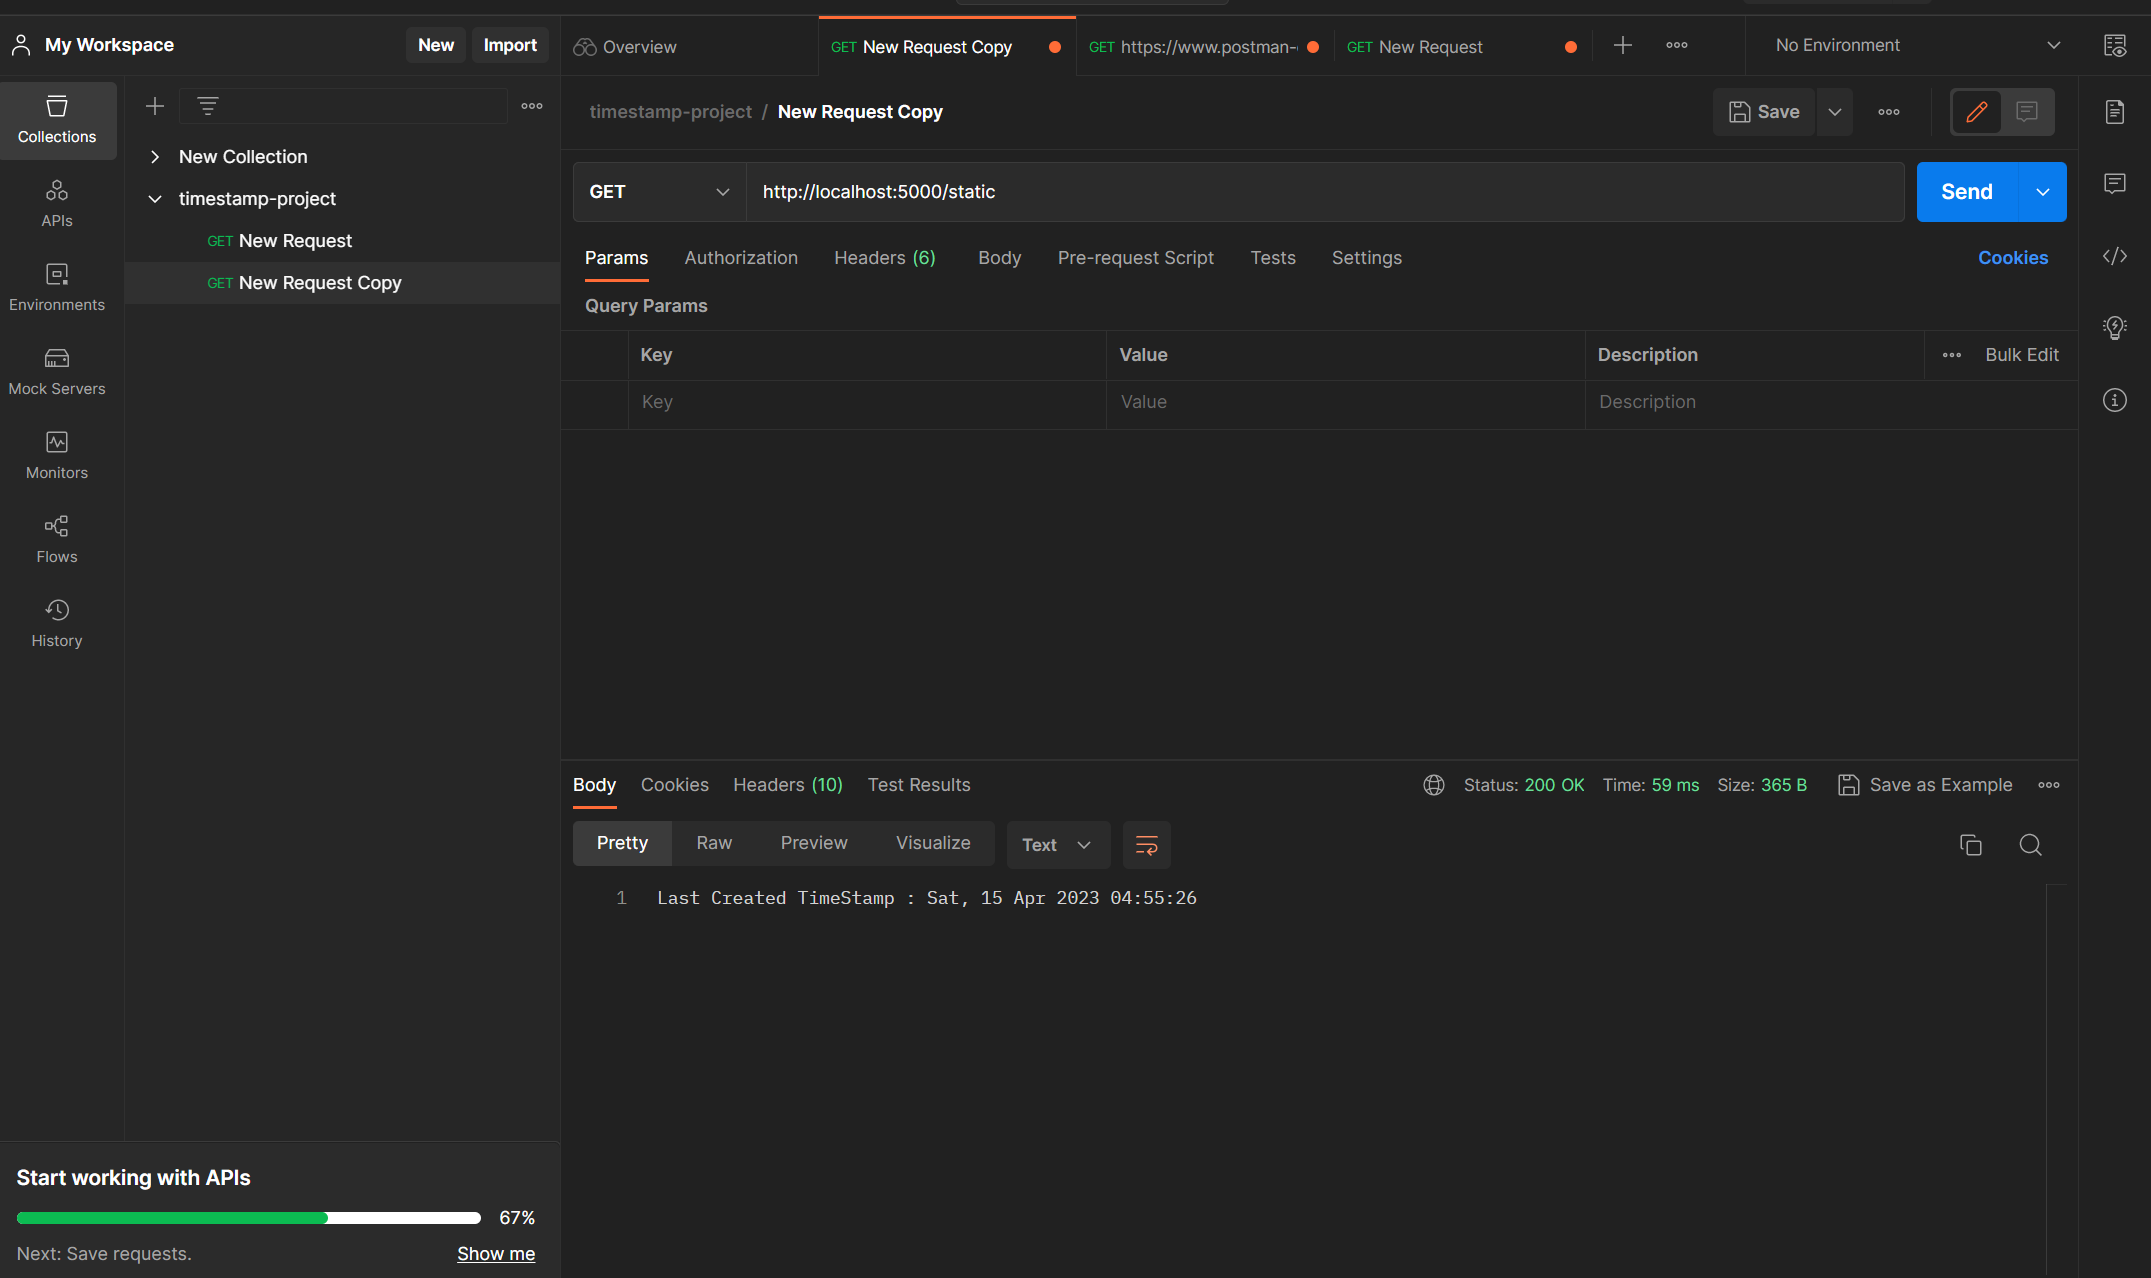 My Workspace
New
Import
Overview
GET New Request Copy
GET https://www.postman-
GET New Request
No Environment
Collections
APIs
Environments
Mock Servers
Monitors
Flows
History
New Collection
timestamp-project
GET New Request
GET New Request Copy
timestamp-project / New Request Copy
Save
GET
http://localhost:5000/static
Send
Params
Authorization
Headers (6)
Body
Pre-request Script
Tests
Settings
Cookies
Query Params
Key
Value
Description
Bulk Edit
Key
Value
Description
Body
Cookies
Headers (10)
Test Results
Status: 200 OK
Time: 59 ms
Size: 365 B
Save as Example
Pretty
Raw
Preview
Visualize
Text
1 Last Created TimeStamp : Sat, 15 Apr 2023 04:55:26
Start working with APIs
67%
Next: Save requests.
Show me